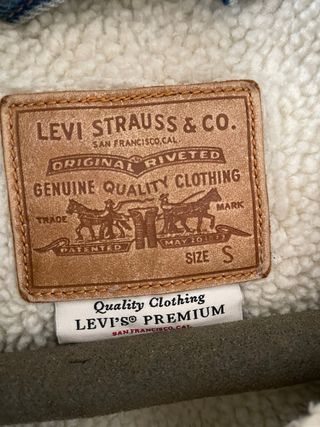 LEVI STRAUSS & CO.
SAN FRANCISCO, CAL.
ORIGINAL RIVETED
GENUINE QUALITY CLOTHING
TRADE MARK
PATENTED MAY 20
SIZE S
Quality Clothing
LEVI'S® PREMIUM
SAN FRANCISCO, CAL.